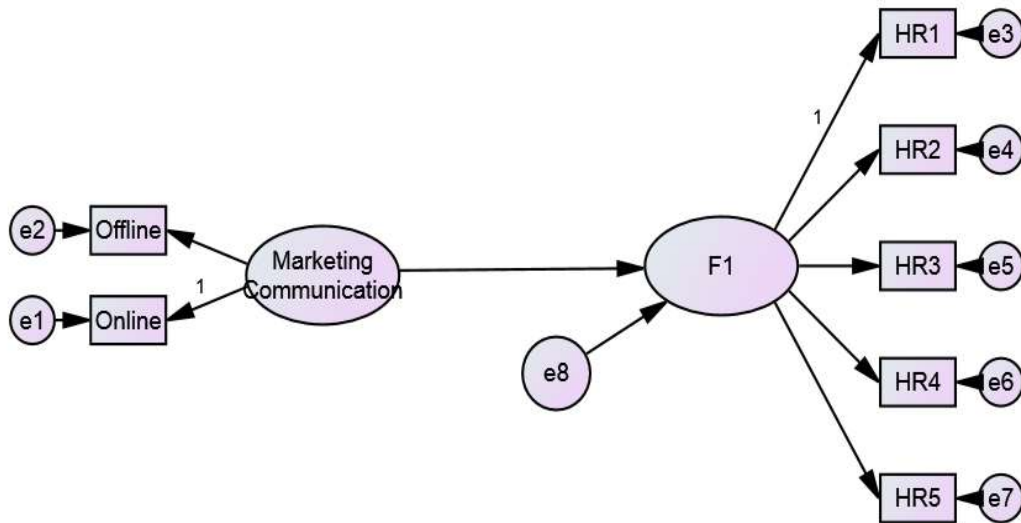 HR1
e3
1
HR2
e4
e2
Offline
Marketing
Communication
F1
HR3
e5
1
e1
Online
e8
HR4
e6
HR5
e7